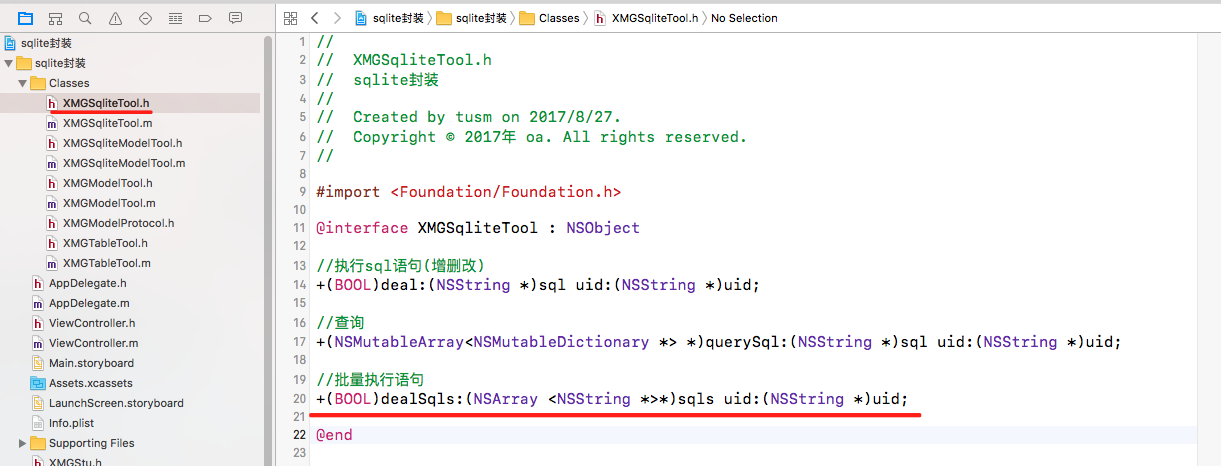 sqlite封装 〉 sqlite封装 〉 Classes 〉 h XMGSqliteTool.h 〉 No Selection
sqlite封装
sqlite封装
Classes
h XMGSqliteTool.h
m XMGSqliteTool.m
h XMGSqliteModelTool.h
m XMGSqliteModelTool.m
h XMGModelTool.h
m XMGModelTool.m
h XMGModelProtocol.h
h XMGTableTool.h
m XMGTableTool.m
h AppDelegate.h
m AppDelegate.m
h ViewController.h
m ViewController.m
Main.storyboard
Assets.xcassets
LaunchScreen.storyboard
Info.plist
Supporting Files
h XMGStu.h
1 //
2 //  XMGSqliteTool.h
3 //  sqlite封装
4 //
5 //  Created by tusm on 2017/8/27.
6 //  Copyright © 2017年 oa. All rights reserved.
7 //
8
9 #import <Foundation/Foundation.h>
10
11 @interface XMGSqliteTool : NSObject
12
13 //执行sql语句(增删改)
14 +(BOOL)deal:(NSString *)sql uid:(NSString *)uid;
15
16 //查询
17 +(NSMutableArray<NSMutableDictionary *> *)querySql:(NSString *)sql uid:(NSString *)uid;
18
19 //批量执行语句
20 +(BOOL)dealSqls:(NSArray <NSString *>*)sqls uid:(NSString *)uid;
21
22 @end
23